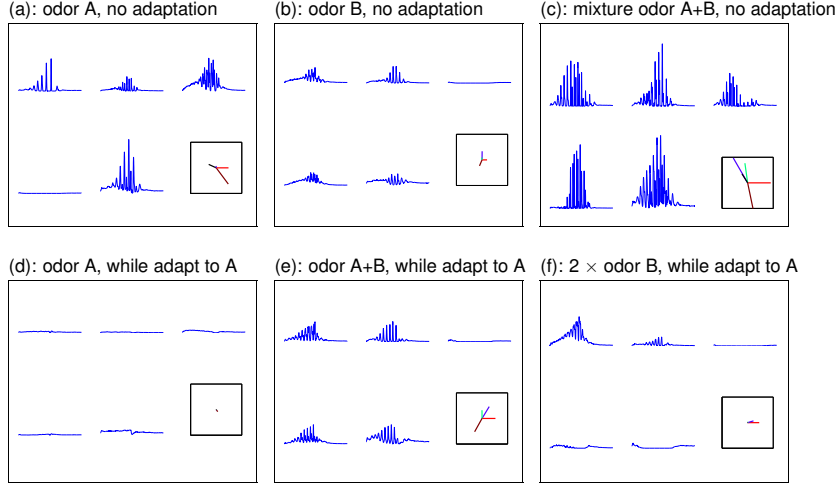 (a): odor A, no adaptation
(b): odor B, no adaptation
(c): mixture odor A+B, no adaptation
(d): odor A, while adapt to A
(e): odor A+B, while adapt to A
(f): 2 × odor B, while adapt to A